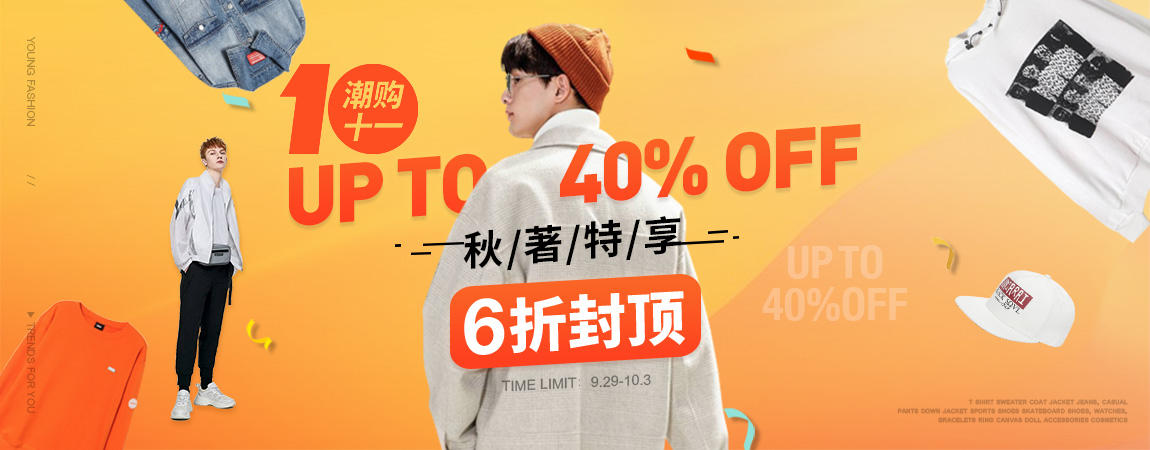 YOUNG FASHION
//
▶ TRENDS FOR YOU
10
潮购
十一
UP TO 40% OFF
秋/著/特/享
6折封顶
TIME LIMIT: 9.29-10.3
UP TO
40%OFF
T SHIRT SWEATER COAT JACKET JEANS, CASUAL
PANTS DOWN JACKET SPORTS SHOES SKATEBOARD SHOES, WATCHES,
BRACELETS RING CANVAS DOLL ACCESSORIES COSMETICS